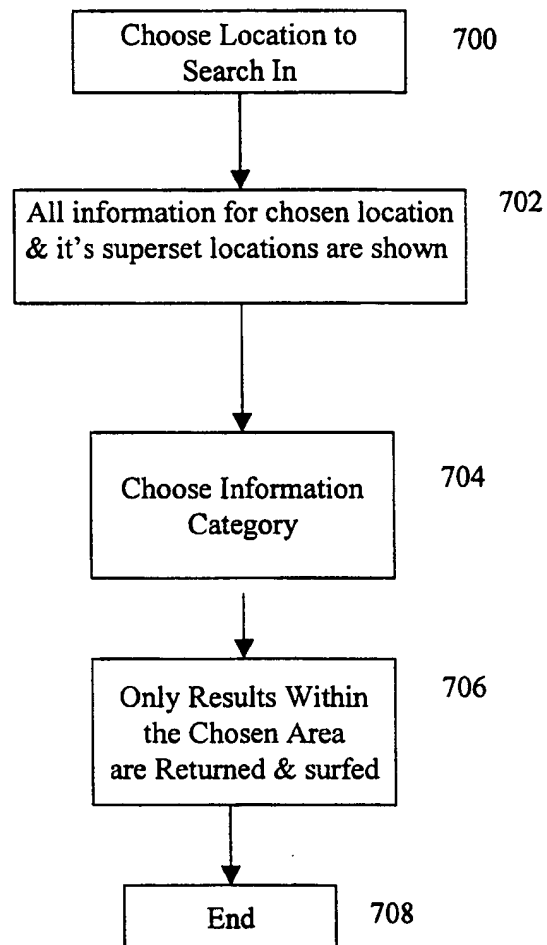 Choose Location to
Search In
700
All information for chosen location
& it's superset locations are shown
702
Choose Information
Category
704
Only Results Within
the Chosen Area
are Returned & surfed
706
End
708